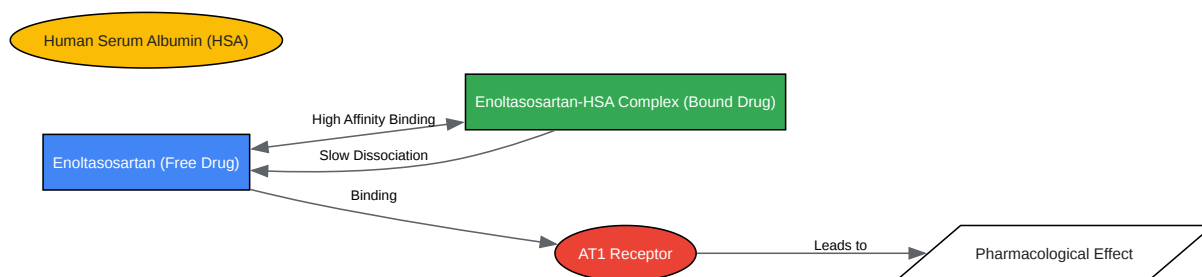 Human Serum Albumin (HSA)
Enoltasosartan-HSA Complex (Bound Drug)
High Affinity Binding
Enoltasosartan (Free Drug)
Slow Dissociation
Binding
AT1 Receptor
Leads to
Pharmacological Effect